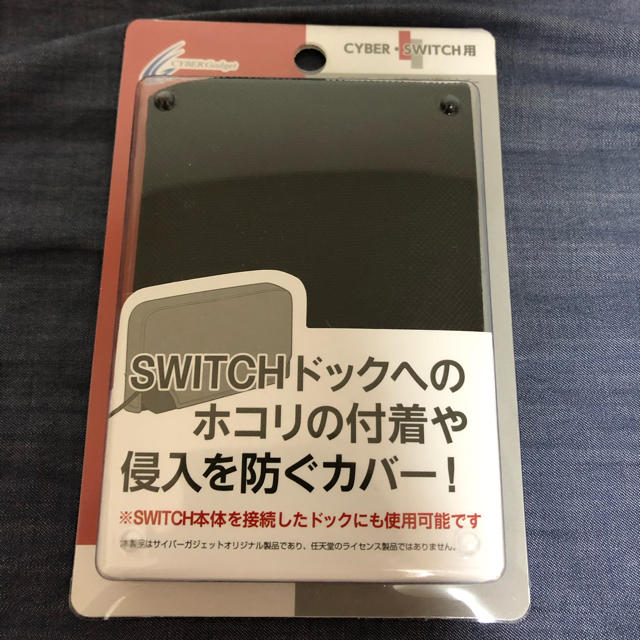 CYBER Gadget
CYBER・SWITCH用
SWITCHドックへの
ホコリの付着や
侵入を防ぐカバー!
※SWITCH本体を接続したドックにも使用可能です
本製品はサイバーガジェットオリジナル製品であり、任天堂のライセンス製品ではありません。